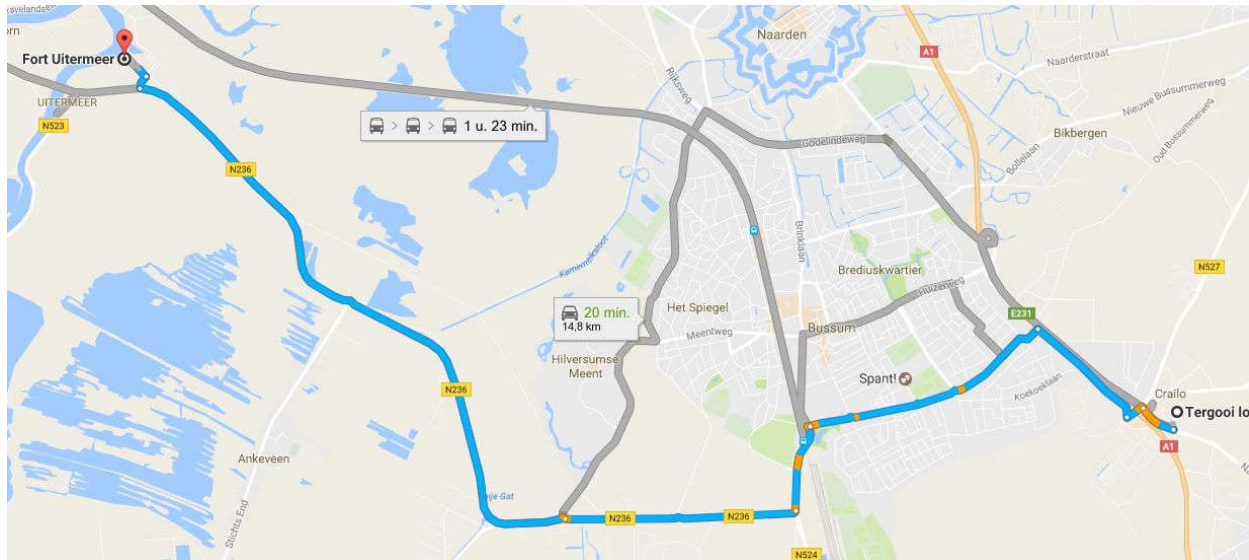 Naarden
A1
Naarderstraat
Fort Uitermeer
Rijksweg
Nieuwe Bussummerweg
UITERMEER
N523
1 u. 23 min.
Godelindeweg
Bikbergen
Oud Bussummerweg
Bollelaan
N236
Karnemelksloot
Brinklaan
Brediuskwartier
N527
Huizerweg
20 min.
14,8 km
Het Spiegel
E231
Meentweg
Bussum
Hilversumse
Meent
Spant!
N236
Koekoeklaan
Crailo
Tergooi lo
A1
Ankeveen
Stichts End
N236
N236
N524